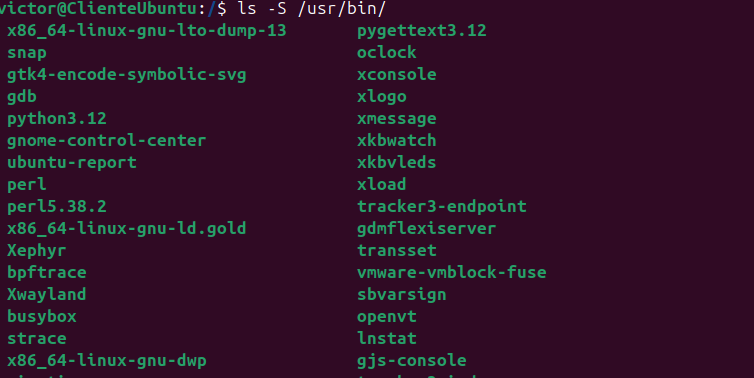 victor@ClienteUbuntu:/$ ls -S /usr/bin/
x86_64-linux-gnu-lto-dump-13 pygettext3.12
snap oclock
gtk4-encode-symbolic-svg xconsole
gdb xlogo
python3.12 xmessage
gnome-control-center xkbwatch
ubuntu-report xkbvleds
perl xload
perl5.38.2 tracker3-endpoint
x86_64-linux-gnu-ld.gold gdmflexiserver
Xephyr transset
bpftrace vmware-vmblock-fuse
Xwayland sbvarsign
busybox openvt
strace lnstat
x86_64-linux-gnu-dwp gjs-console